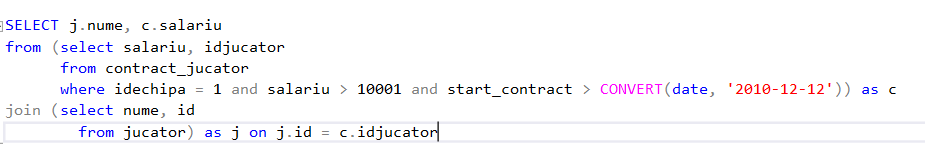 SELECT j.nume, c.salariu
from (select salariu, idjucator
from contract_jucator
where idechipa = 1 and salariu > 10001 and start_contract > CONVERT(date, '2010-12-12')) as c
join (select nume, id
from jucator) as j on j.id = c.idjucator